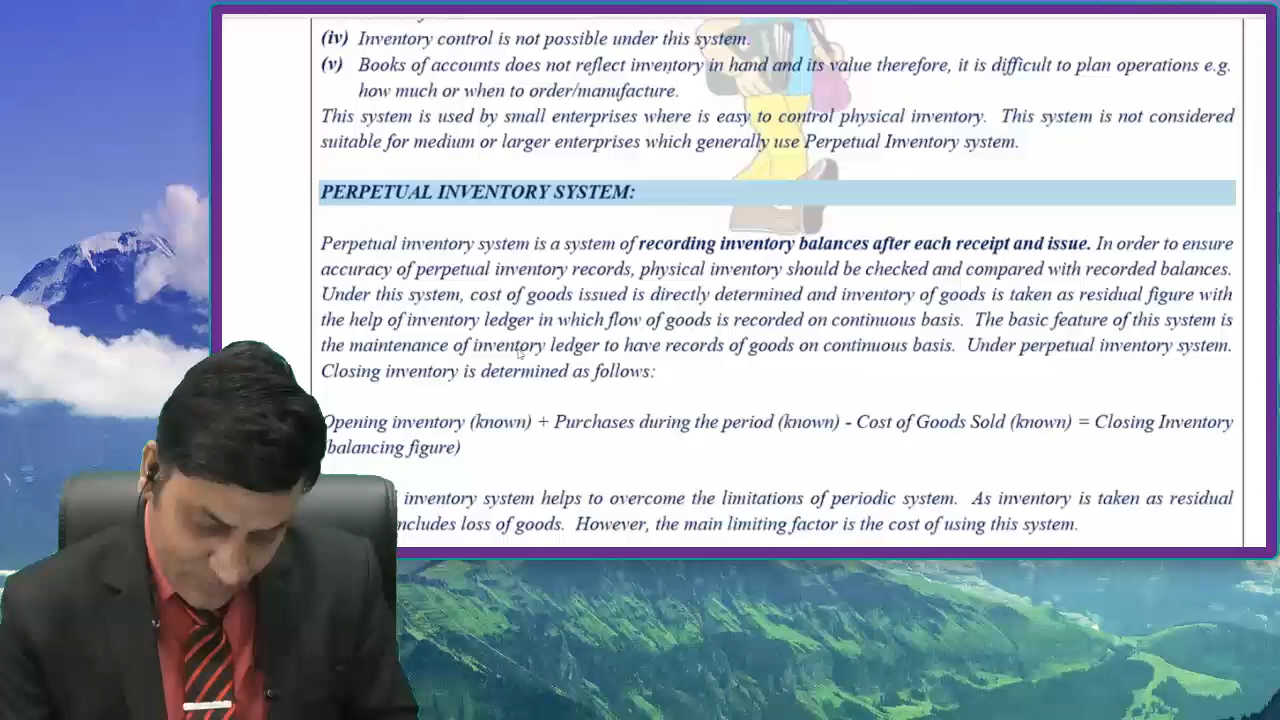 (iv) Inventory control is not possible under this system.
(v) Books of accounts does not reflect inventory in hand and its value therefore, it is difficult to plan operations e.g.
how much or when to order/manufacture.
This system is used by small enterprises where is easy to control physical inventory. This system is not considered
suitable for medium or larger enterprises which generally use Perpetual Inventory system.
PERPETUAL INVENTORY SYSTEM:
Perpetual inventory system is a system of recording inventory balances after each receipt and issue. In order to ensure
accuracy of perpetual inventory records, physical inventory should be checked and compared with recorded balances.
Under this system, cost of goods issued is directly determined and inventory of goods is taken as residual figure with
the help of inventory ledger in which flow of goods is recorded on continuous basis. The basic feature of this system is
the maintenance of inventory ledger to have records of goods on continuous basis. Under perpetual inventory system.
Closing inventory is determined as follows:
Opening inventory (known) + Purchases during the period (known) - Cost of Goods Sold (known) = Closing Inventory
balancing figure)
inventory system helps to overcome the limitations of periodic system. As inventory is taken as residual
includes loss of goods. However, the main limiting factor is the cost of using this system.